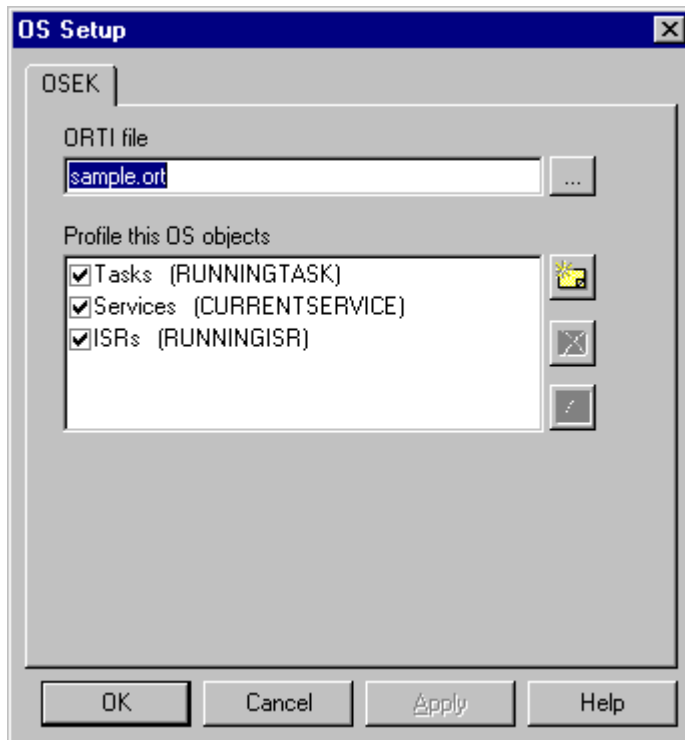 OS Setup
OSEK
ORTI file
sample.ort
...
Profile this OS objects
Tasks (RUNNINGTASK)
Services (CURRENTSERVICE)
ISRs (RUNNINGISR)
OK
Cancel
Apply
Help